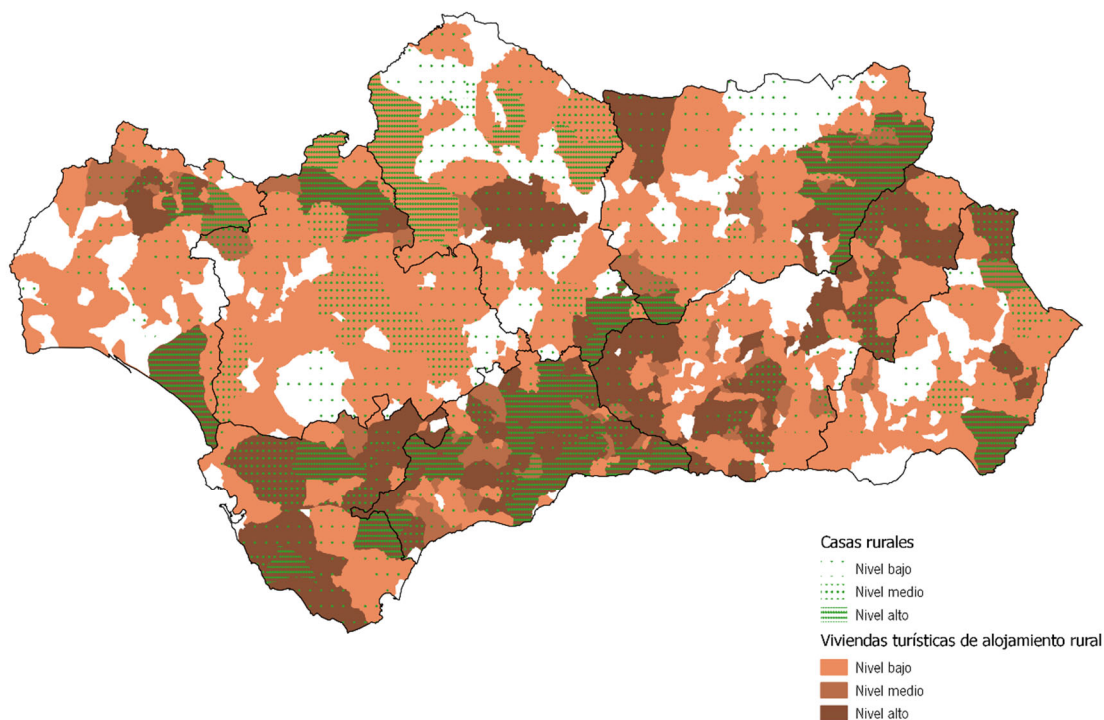 Casas rurales
Nivel bajo
Nivel medio
Nivel alto
Viviendas turísticas de alojamiento rural
Nivel bajo
Nivel medio
Nivel alto